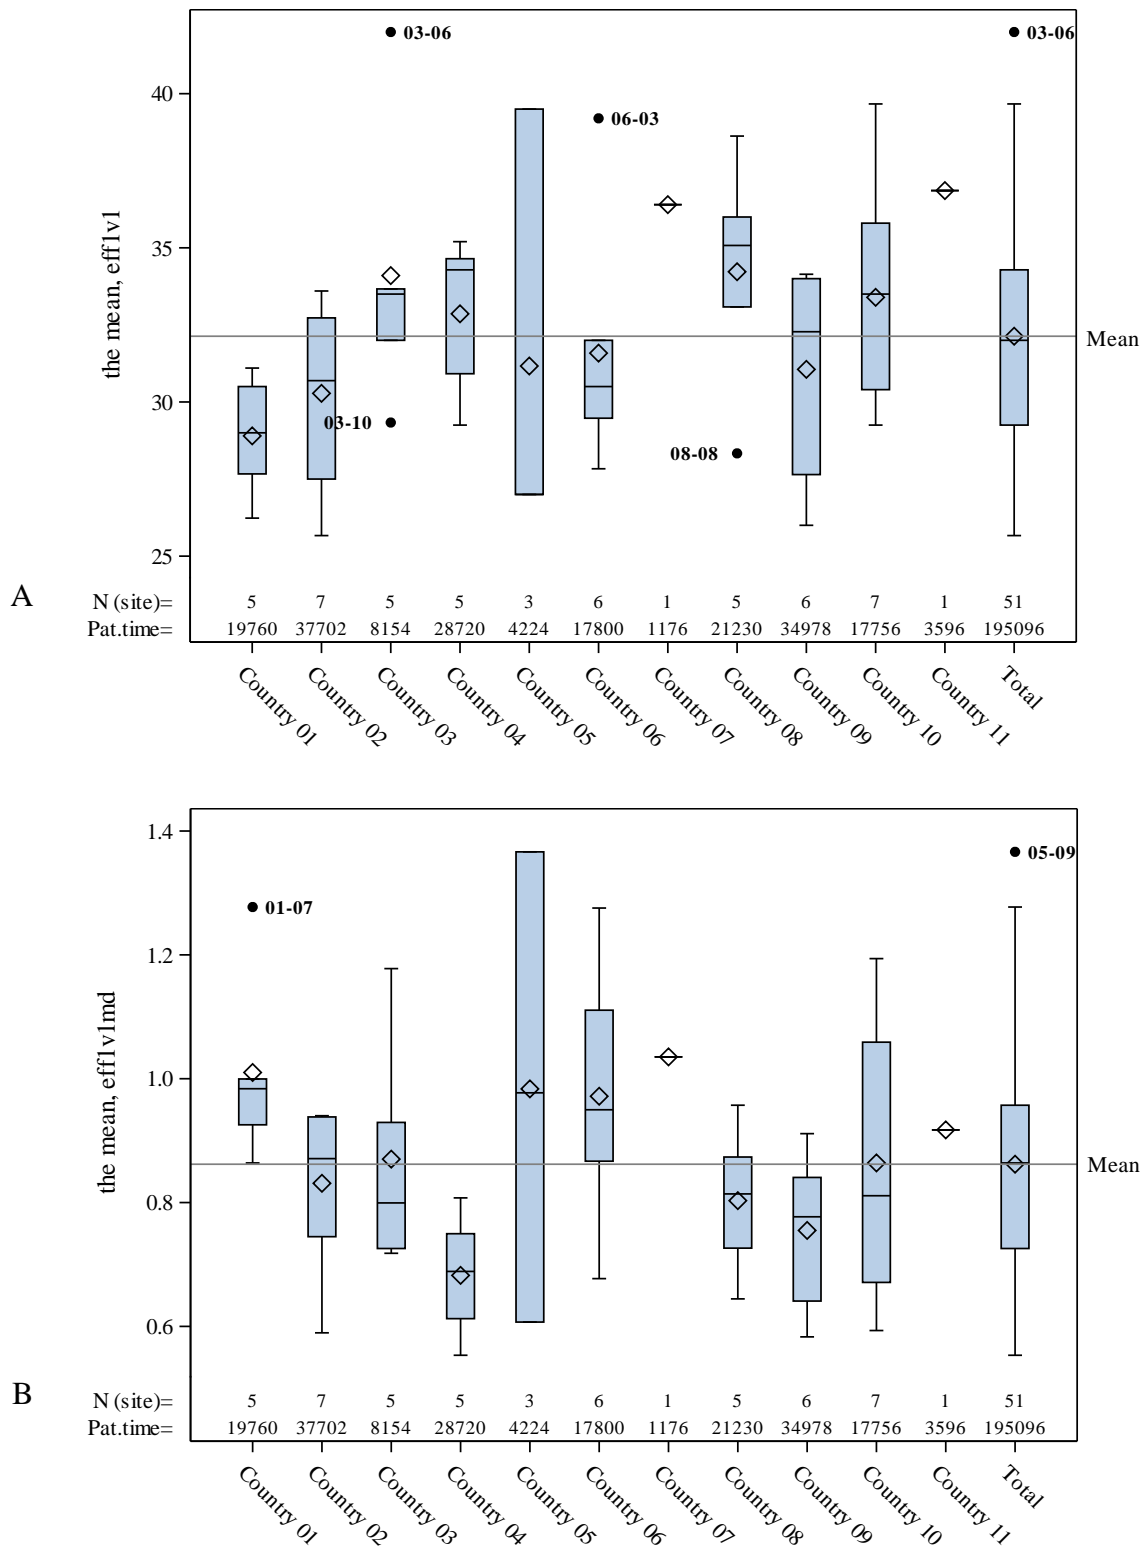 03-06
03-06
40
06-03
the mean, eff1v1
35
Mean
30
03-10
08-08
25
A
N (site)= 5 7 5 5 3 6 1 5 6 7 1 51
Pat.time= 19760 37702 8154 28720 4224 17800 1176 21230 34978 17756 3596 195096
Country 01 Country 02 Country 03 Country 04 Country 05 Country 06 Country 07 Country 08 Country 09 Country 10 Country 11 Total
1.4
05-09
01-07
1.2
the mean, eff1v1md
1.0
Mean
0.8
0.6
B
N (site)= 5 7 5 5 3 6 1 5 6 7 1 51
Pat.time= 19760 37702 8154 28720 4224 17800 1176 21230 34978 17756 3596 195096
Country 01 Country 02 Country 03 Country 04 Country 05 Country 06 Country 07 Country 08 Country 09 Country 10 Country 11 Total